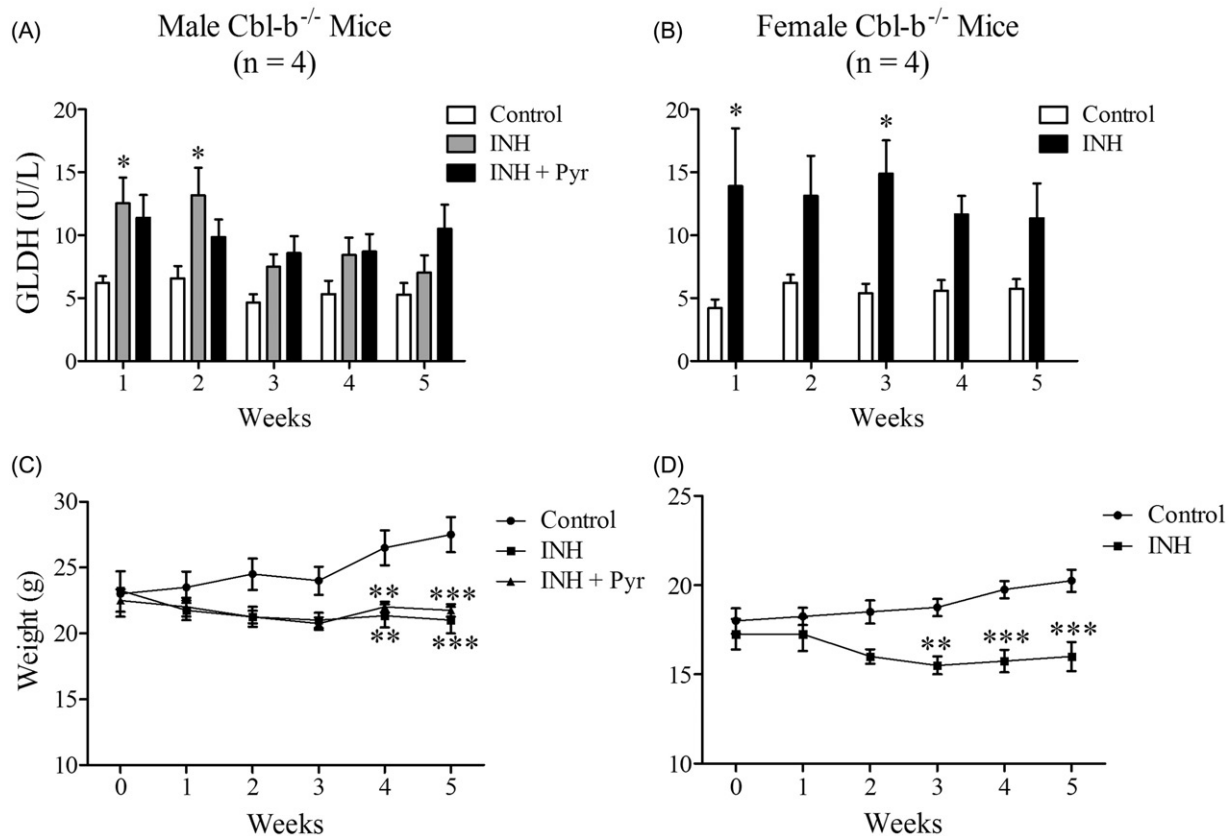 (A)
Male Cbl-b-/- Mice
(n = 4)
20
15
10
5
0
GLDH (U/L)
* *
Control
INH
INH + Pyr
1 2 3 4 5
Weeks
(B)
Female Cbl-b-/- Mice
(n = 4)
20
15
10
5
0
* *
Control
INH
1 2 3 4 5
Weeks
(C)
30
25
20
15
10
Weight (g)
Control
INH
INH + Pyr
** ***
** ***
0 1 2 3 4 5
Weeks
(D)
25
20
15
10
Control
INH
** *** ***
0 1 2 3 4 5
Weeks